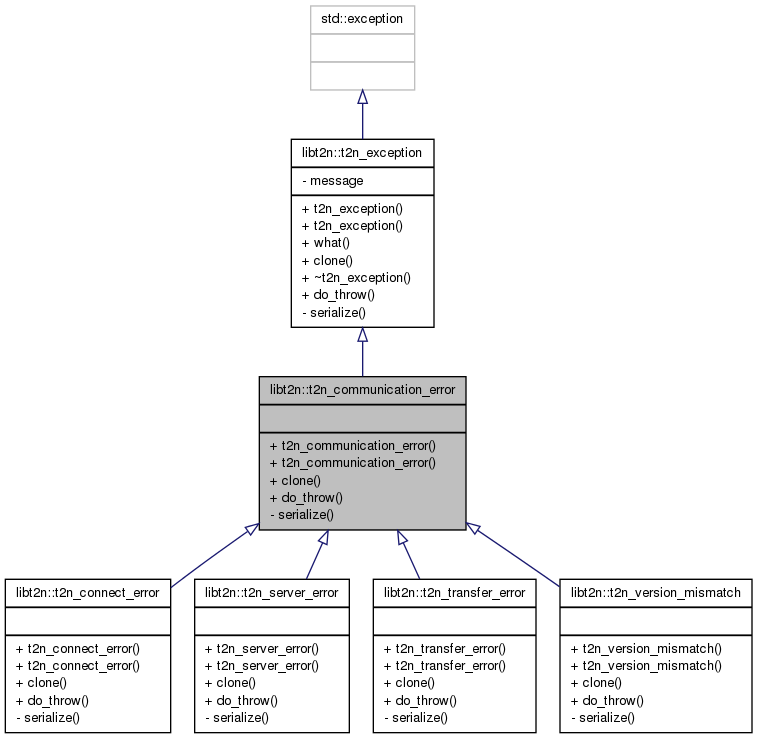 std::exception
libt2n::t2n_exception
- message
+ t2n_exception()
+ t2n_exception()
+ what()
+ clone()
+ ~t2n_exception()
+ do_throw()
- serialize()
libt2n::t2n_communication_error
+ t2n_communication_error()
+ t2n_communication_error()
+ clone()
+ do_throw()
- serialize()
libt2n::t2n_connect_error
+ t2n_connect_error()
+ t2n_connect_error()
+ clone()
+ do_throw()
- serialize()
libt2n::t2n_server_error
+ t2n_server_error()
+ t2n_server_error()
+ clone()
+ do_throw()
- serialize()
libt2n::t2n_transfer_error
+ t2n_transfer_error()
+ t2n_transfer_error()
+ clone()
+ do_throw()
- serialize()
libt2n::t2n_version_mismatch
+ t2n_version_mismatch()
+ t2n_version_mismatch()
+ clone()
+ do_throw()
- serialize()